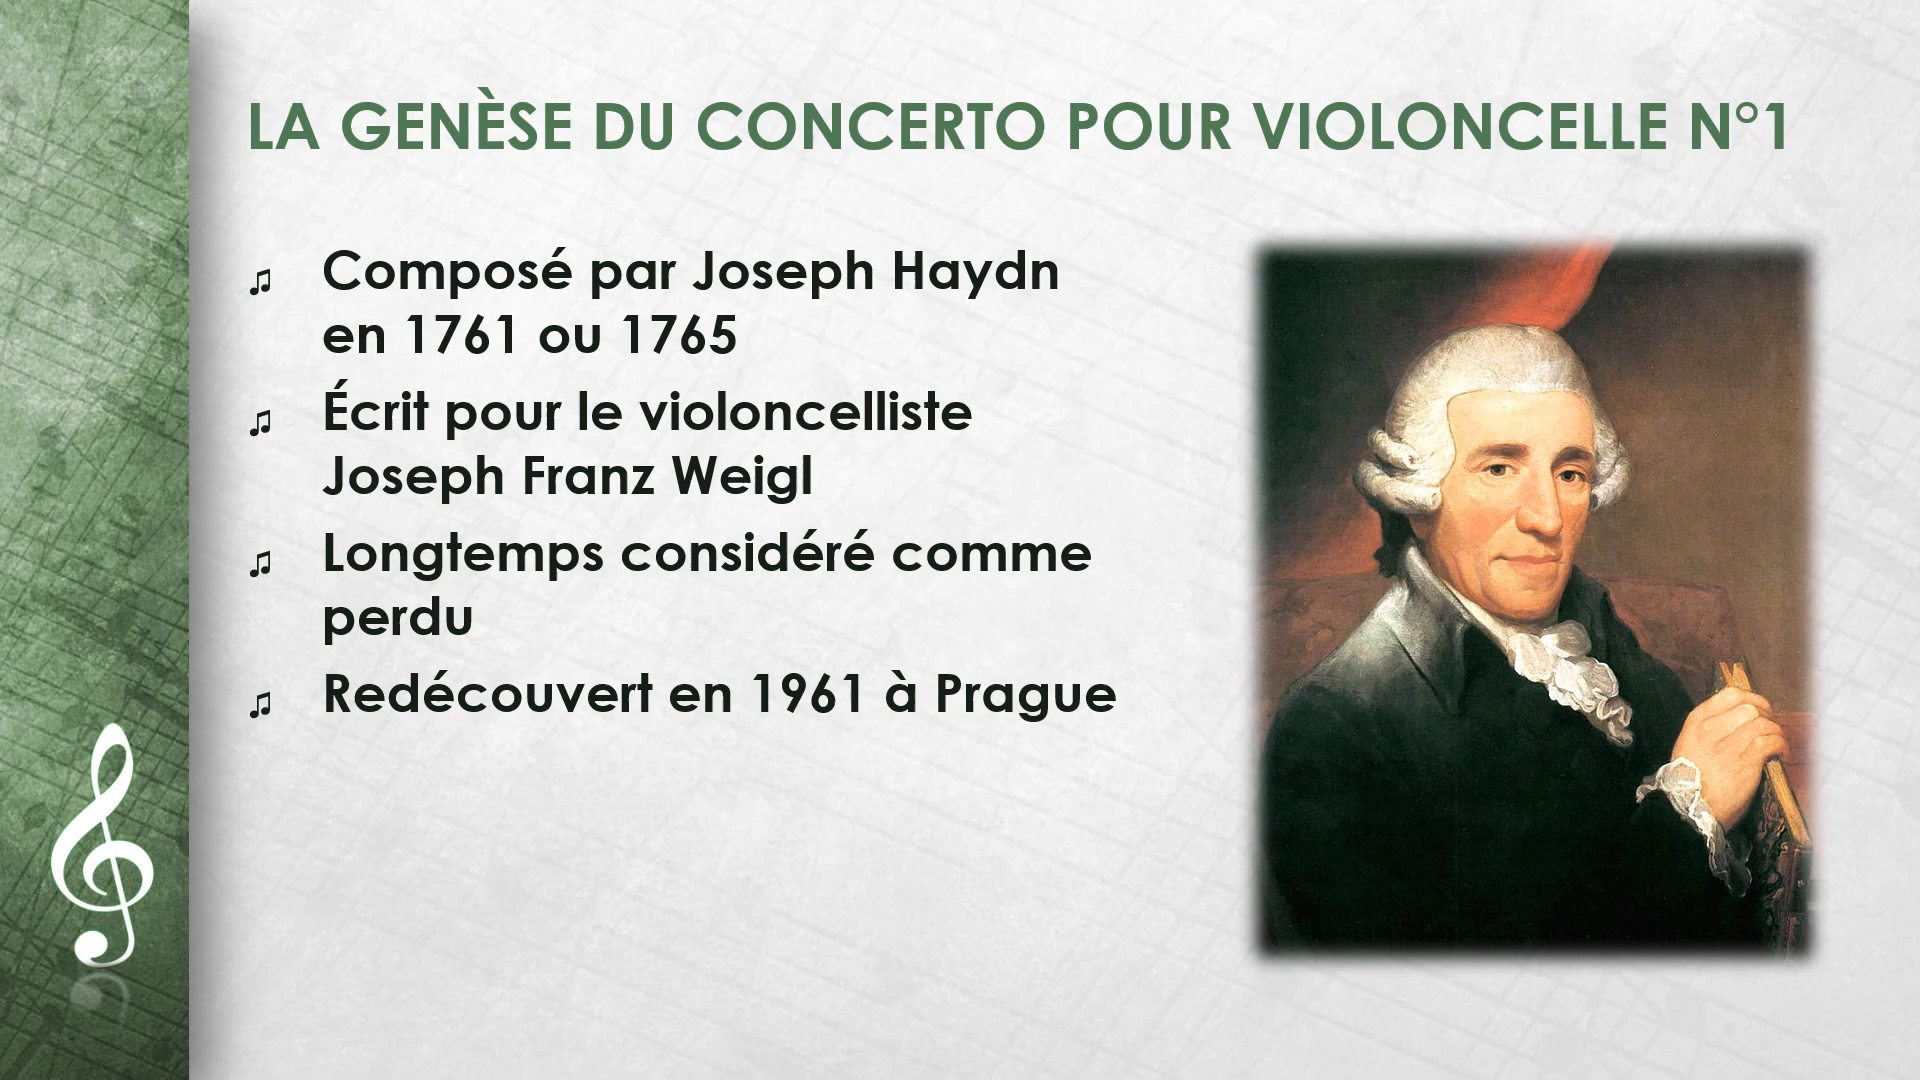 LA GENÈSE DU CONCERTO POUR VIOLONCELLE N°1
♫ Composé par Joseph Haydn
en 1761 ou 1765
♫ Écrit pour le violoncelliste
Joseph Franz Weigl
♫ Longtemps considéré comme
perdu
♫ Redécouvert en 1961 à Prague